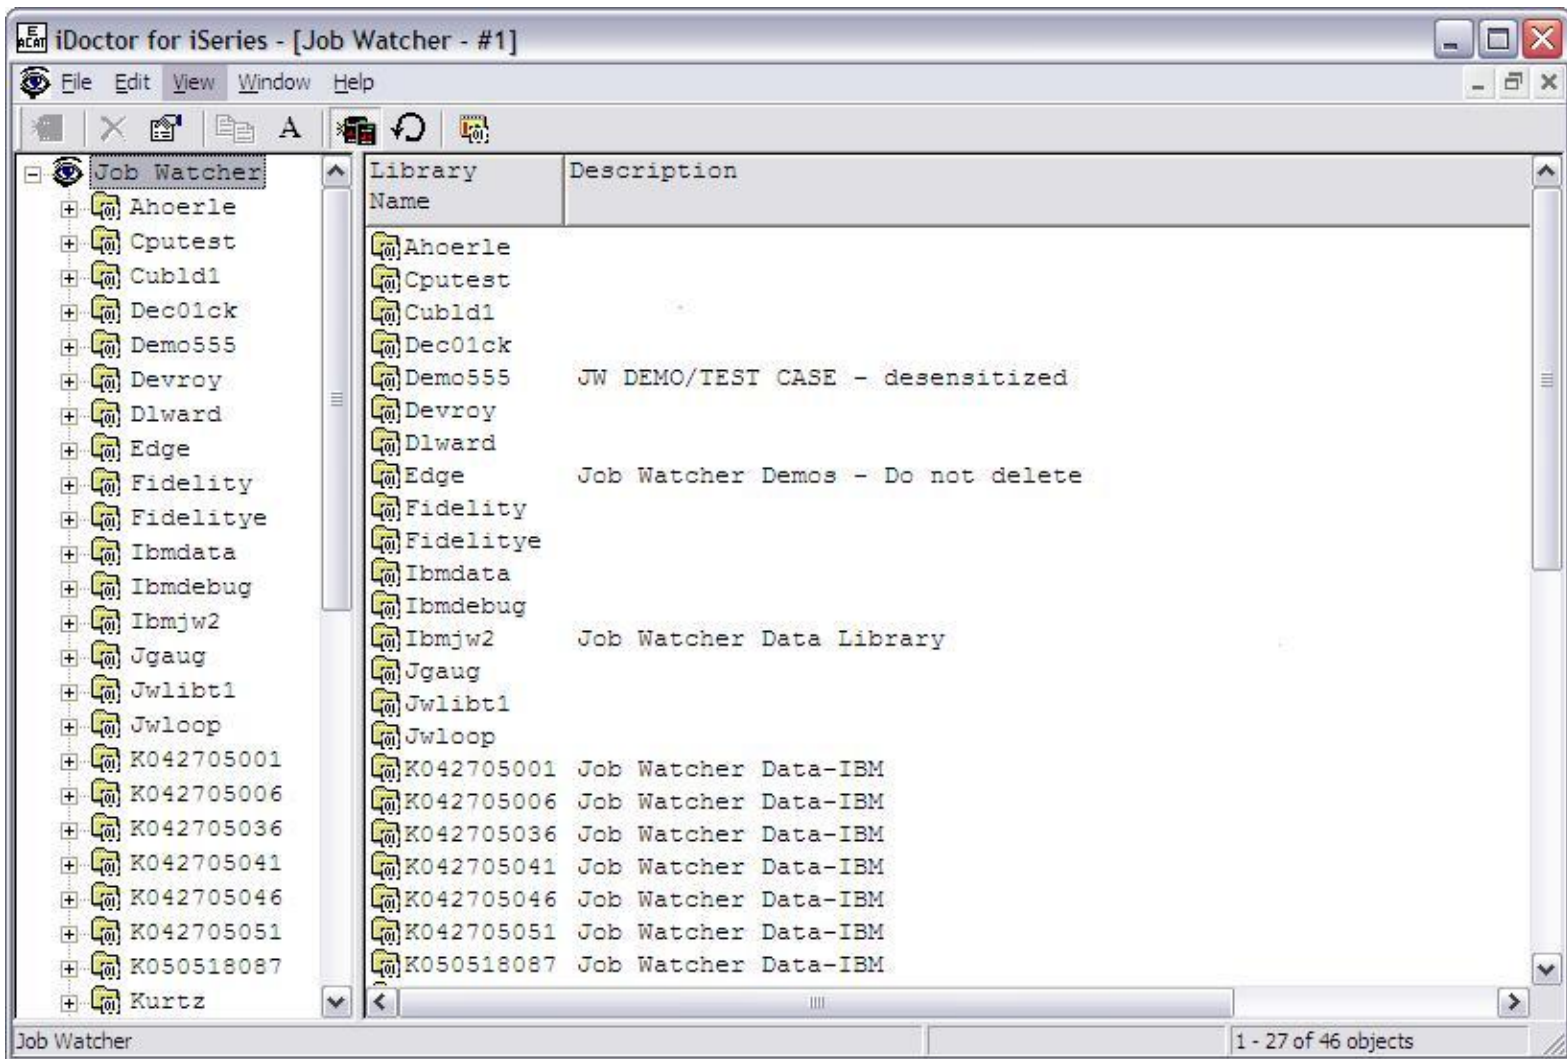 iDoctor for iSeries - [Job Watcher - #1]
File Edit View Window Help
A
Job Watcher
Ahoerle
Cputest
Cubld1
Dec01ck
Demo555
Devroy
Dlward
Edge
Fidelity
Fidelitye
Ibmdata
Ibmdebug
Ibmjw2
Jgaug
Jwlibt1
Jwloop
K042705001
K042705006
K042705036
K042705041
K042705046
K042705051
K050518087
Kurtz
Library Name Description
Ahoerle
Cputest
Cubld1
Dec01ck
Demo555 JW DEMO/TEST CASE - desensitized
Devroy
Dlward
Edge Job Watcher Demos - Do not delete
Fidelity
Fidelitye
Ibmdata
Ibmdebug
Ibmjw2 Job Watcher Data Library
Jgaug
Jwlibt1
Jwloop
K042705001 Job Watcher Data-IBM
K042705006 Job Watcher Data-IBM
K042705036 Job Watcher Data-IBM
K042705041 Job Watcher Data-IBM
K042705046 Job Watcher Data-IBM
K042705051 Job Watcher Data-IBM
K050518087 Job Watcher Data-IBM
Job Watcher
1 - 27 of 46 objects